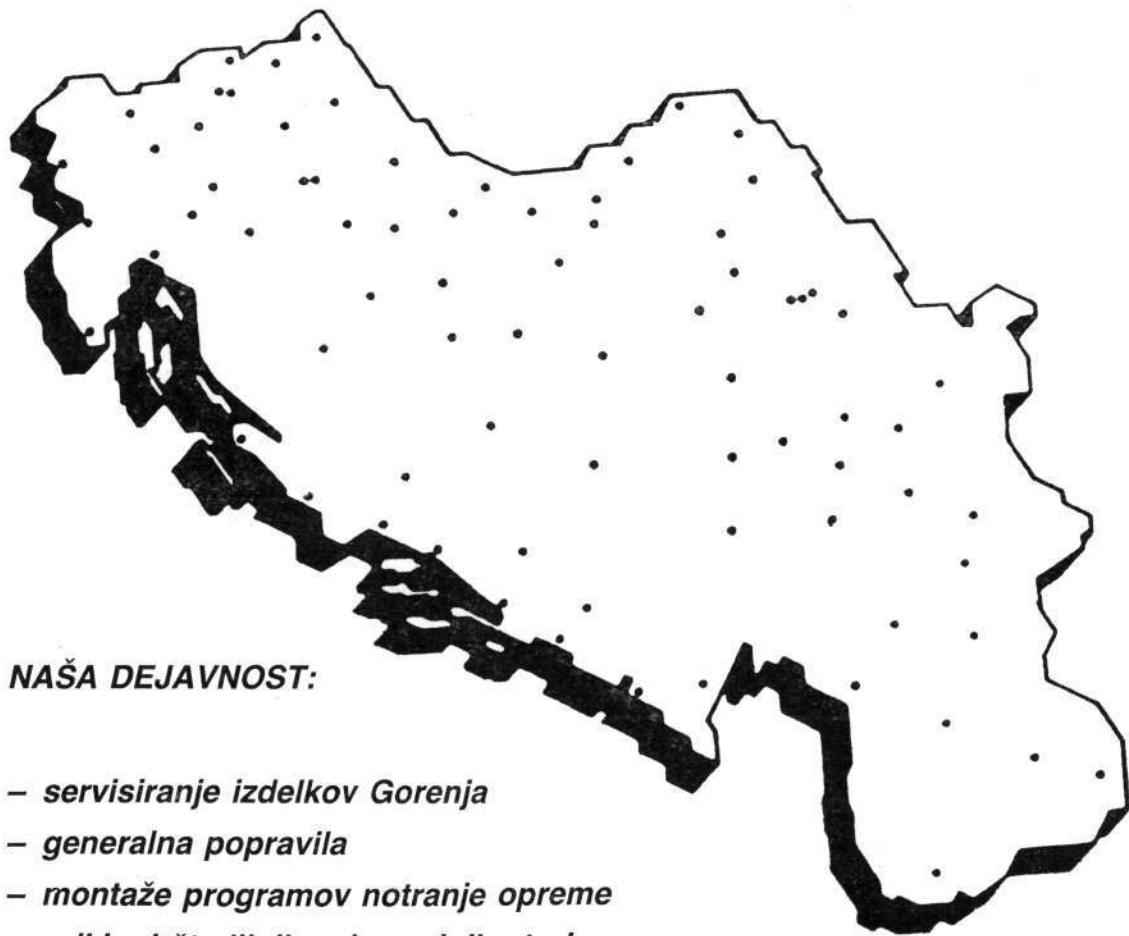 NAŠA DEJAVNOST:
– servisiranje izdelkov Gorenja
– generalna popravila
– montaže programov notranje opreme